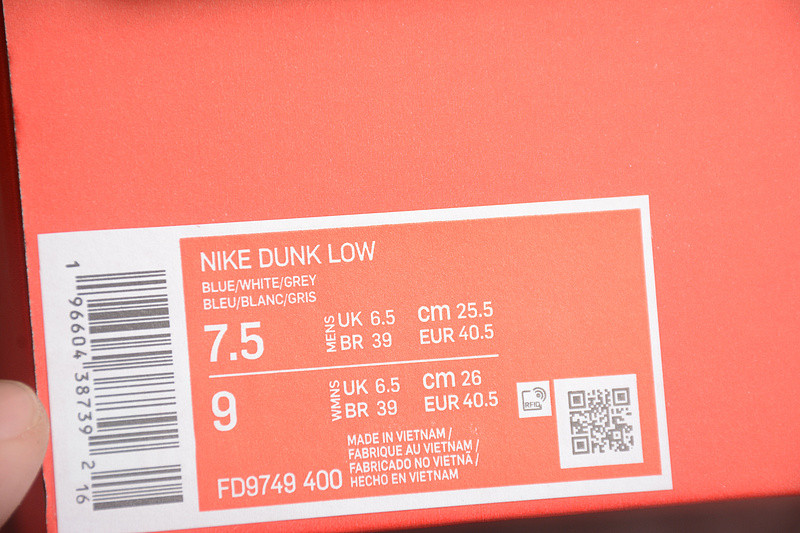 NIKE DUNK LOW
BLUE/WHITE/GREY
BLEU/BLANC/GRIS
7.5
MENS
UK 6.5 cm 25.5
BR 39 EUR 40.5
9
WMNS
UK 6.5 cm 26
BR 39 EUR 40.5
MADE IN VIETNAM /
FABRIQUE AU VIETNAM /
FABRICADO NO VIETNÃ /
HECHO EN VIETNAM
FD9749 400
RFID
1 96604 38739 2 16